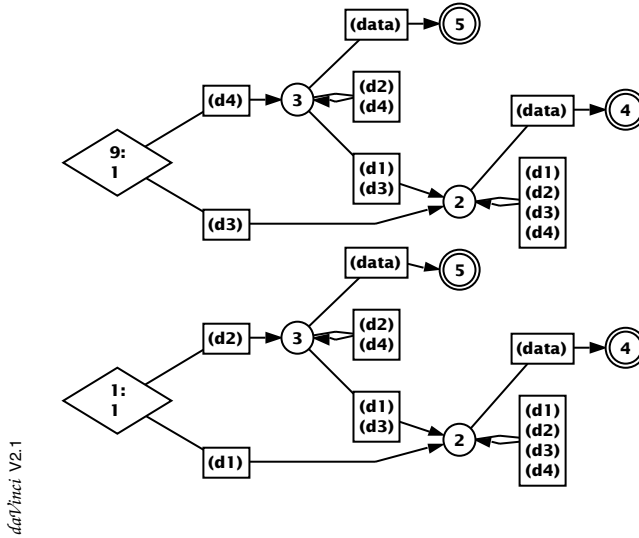 (data)
5
(d2)
(d4)
(d4)
3
(data)
4
9:
1
(d1)
(d3)
(d1)
(d2)
(d3)
(d4)
2
(d3)
(data)
5
(d2)
(d4)
(d2)
3
(data)
4
1:
1
(d1)
(d3)
(d1)
(d2)
(d3)
(d4)
2
(d1)
daVinci V2.1